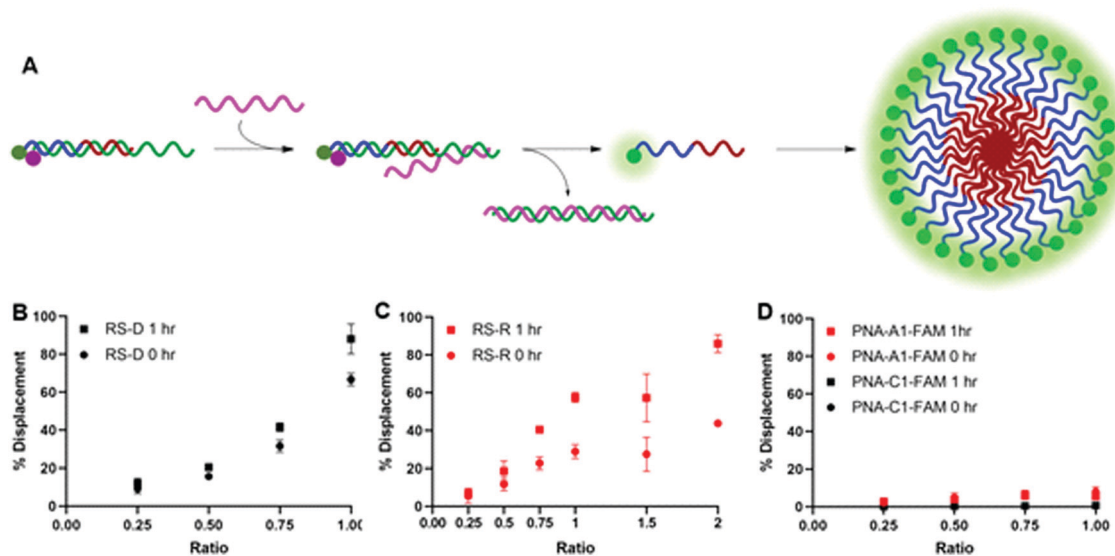 A
B
RS-D 1 hr
RS-D 0 hr
% Displacement
100
80
60
40
20
0
0.00 0.25 0.50 0.75 1.00
Ratio
C
RS-R 1 hr
RS-R 0 hr
% Displacement
100
80
60
40
20
0
0.00 0.25 0.5 0.75 1 1.5 2
Ratio
D
PNA-A1-FAM 1hr
PNA-A1-FAM 0 hr
PNA-C1-FAM 1 hr
PNA-C1-FAM 0 hr
% Displacement
100
80
60
40
20
0
0.00 0.25 0.50 0.75 1.00
Ratio